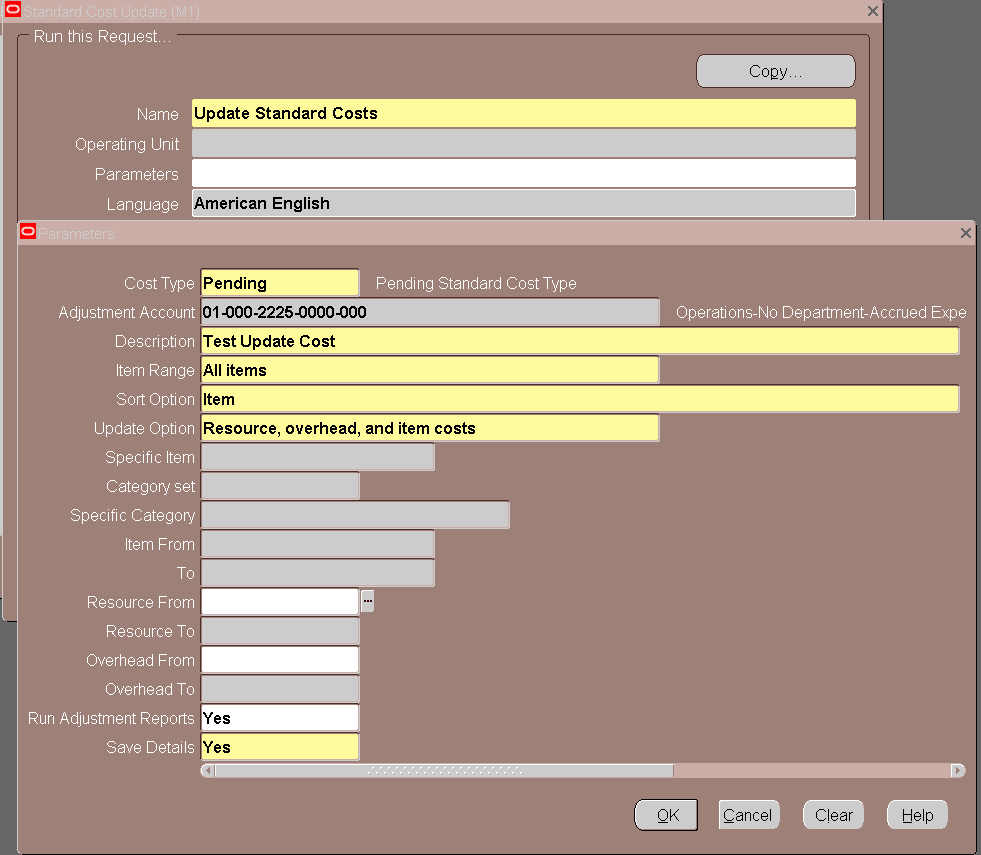 Standard Cost Update (M1)
Run this Request...
Copy...
Name Update Standard Costs
Operating Unit
Parameters
Language American English
Parameters
Cost Type Pending Pending Standard Cost Type
Adjustment Account 01-000-2225-0000-000 Operations-No Department-Accrued Expe
Description Test Update Cost
Item Range All items
Sort Option Item
Update Option Resource, overhead, and item costs
Specific Item
Category set
Specific Category
Item From
To
Resource From
Resource To
Overhead From
Overhead To
Run Adjustment Reports Yes
Save Details Yes
OK Cancel Clear Help